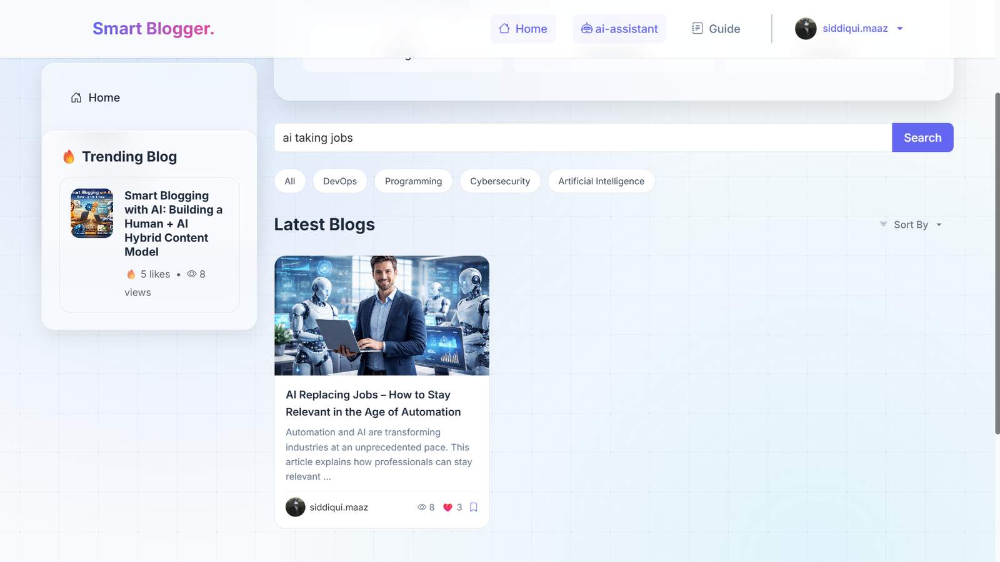 Smart Blogger.
Home
ai-assistant
Guide
siddiqui.maaz
Home
Trending Blog
Smart Blogging
with AI: Building a
Human + AI
Hybrid Content
Model
5 likes • 8
views
ai taking jobs
Search
All
DevOps
Programming
Cybersecurity
Artificial Intelligence
Latest Blogs
Sort By
AI Replacing Jobs – How to Stay
Relevant in the Age of Automation
Automation and AI are transforming
industries at an unprecedented pace. This
article explains how professionals can stay
relevant ...
siddiqui.maaz
8
3